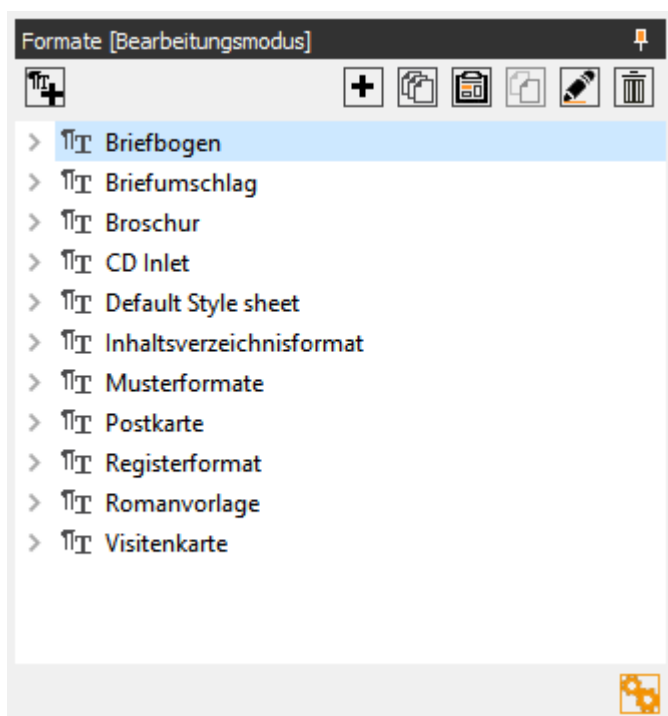 Formate [Bearbeitungsmodus]
Briefbogen
Briefumschlag
Broschur
CD Inlet
Default Style sheet
Inhaltsverzeichnisformat
Musterformate
Postkarte
Registerformat
Romanvorlage
Visitenkarte